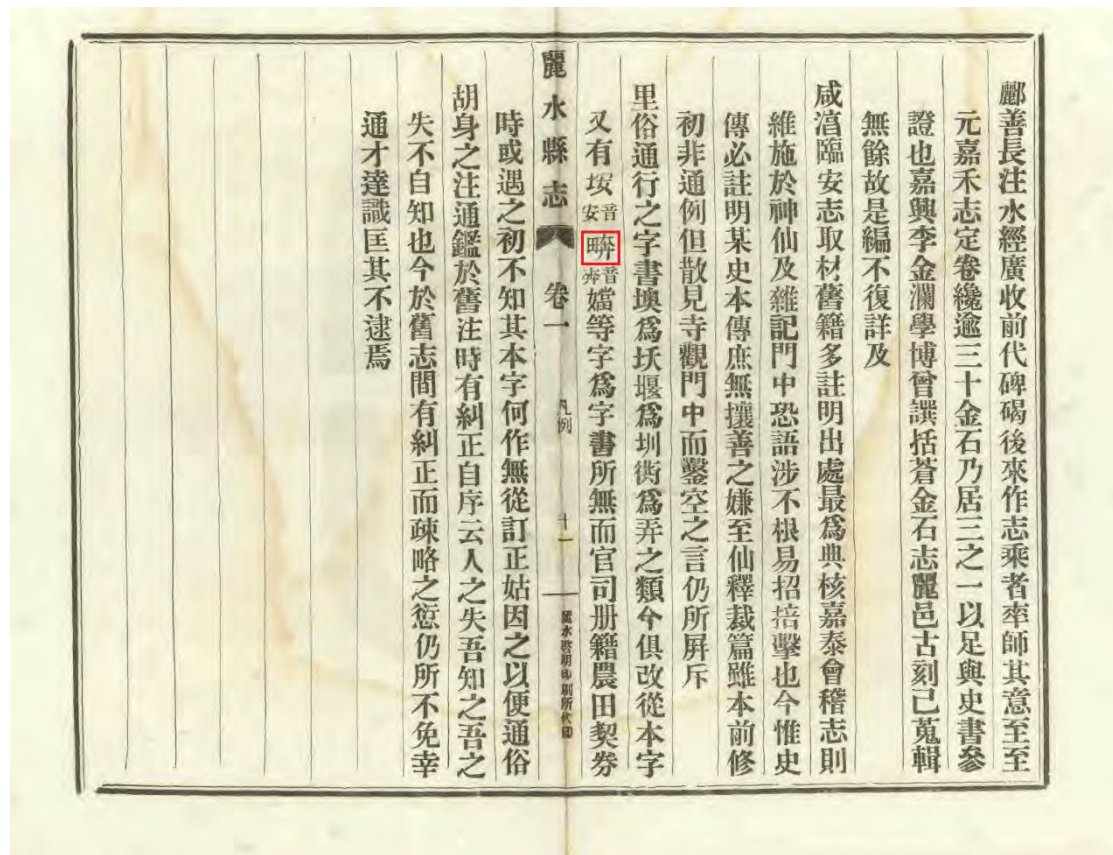 酈善長注水經廣收前代碑碣後來作志乘者率師其意至至
元嘉禾志定卷纔逾三十金石乃居三之一以足與史書參
證也嘉興李金瀾學博曾譔括蒼金石志麗邑古刻已蒐輯
無餘故是編不復詳及
咸淳臨安志取材舊籍多註明出處最爲典核嘉泰會稽志則
維施於神仙及雜記門中恐語涉不根易招掊擊也今惟史
傳必註明某史本傳庶無攘善之嫌至仙釋裁篇雖本前修
初非通例但散見寺觀門中而鑿空之言仍所屏斥
里俗通行之字書墺爲垁堰爲圳衖爲弄之類今俱改從本字
又有垵音安音奔嬏等字爲字書所無而官司册籍農田契券
麗水縣志 卷一 凡例 十一 麗水啓明印刷所代印
時或遇之初不知其本字何作無從訂正姑因之以便通俗
胡身之注通鑑於舊注時有糾正自序云人之失吾知之吾之
失不自知也今於舊志間有糾正而疎略之愆仍所不免幸
通才達識匡其不逮焉